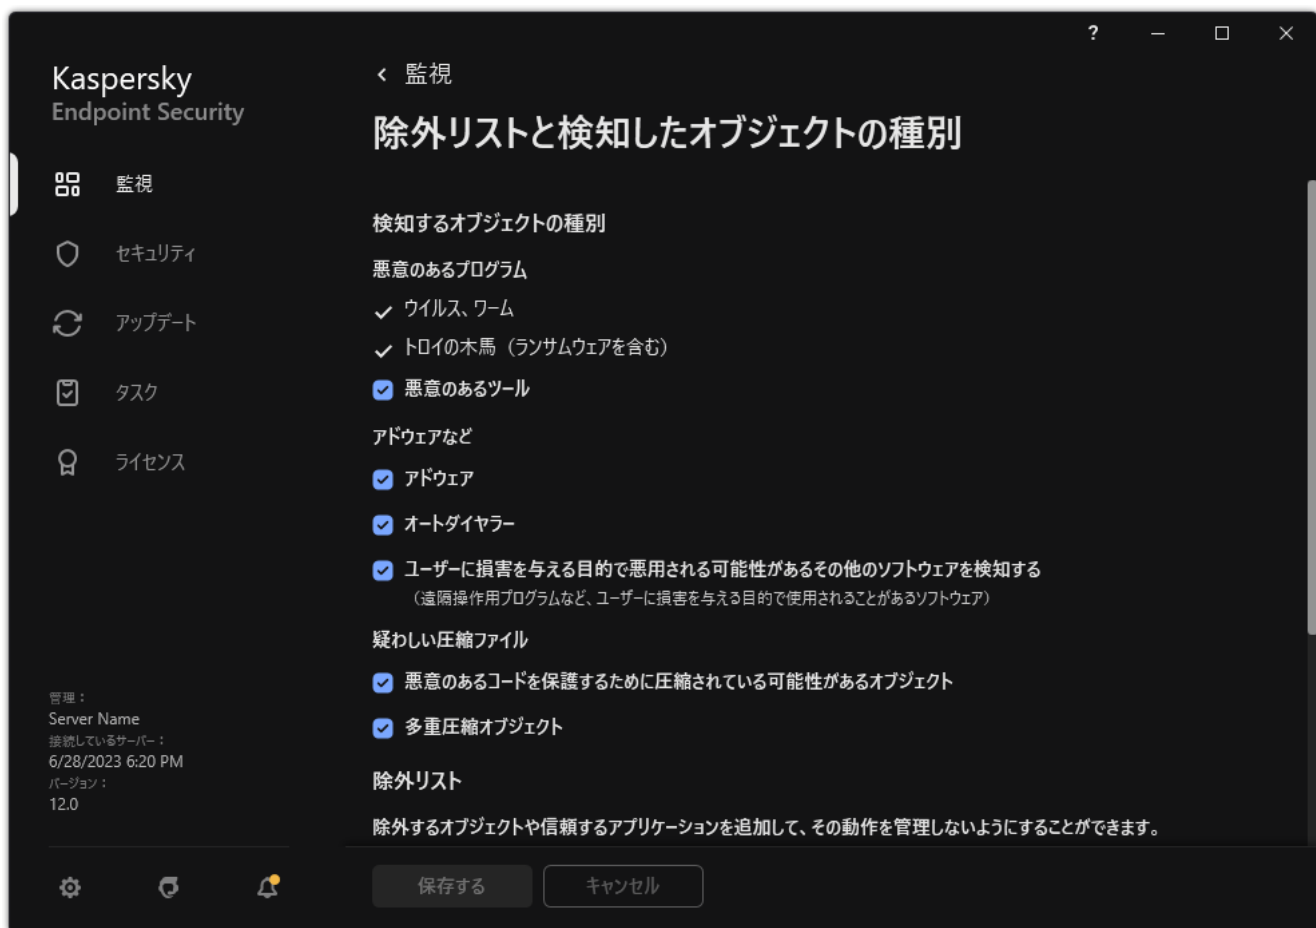 ?
Kaspersky
Endpoint Security
監視
セキュリティ
アップデート
タスク
ライセンス
管理：
Server Name
接続しているサーバー：
6/28/2023 6:20 PM
バージョン：
12.0
監視
除外リストと検知したオブジェクトの種別
検知するオブジェクトの種別
悪意のあるプログラム
ウイルス、ワーム
トロイの木馬（ランサムウェアを含む）
悪意のあるツール
アドウェアなど
アドウェア
オートダイヤラー
ユーザーに損害を与える目的で悪用される可能性があるその他のソフトウェアを検知する
（遠隔操作用プログラムなど、ユーザーに損害を与える目的で使用されることがあるソフトウェア）
疑わしい圧縮ファイル
悪意のあるコードを保護するために圧縮されている可能性があるオブジェクト
多重圧縮オブジェクト
除外リスト
除外するオブジェクトや信頼するアプリケーションを追加して、その動作を管理しないようにすることができます。
保存する
キャンセル